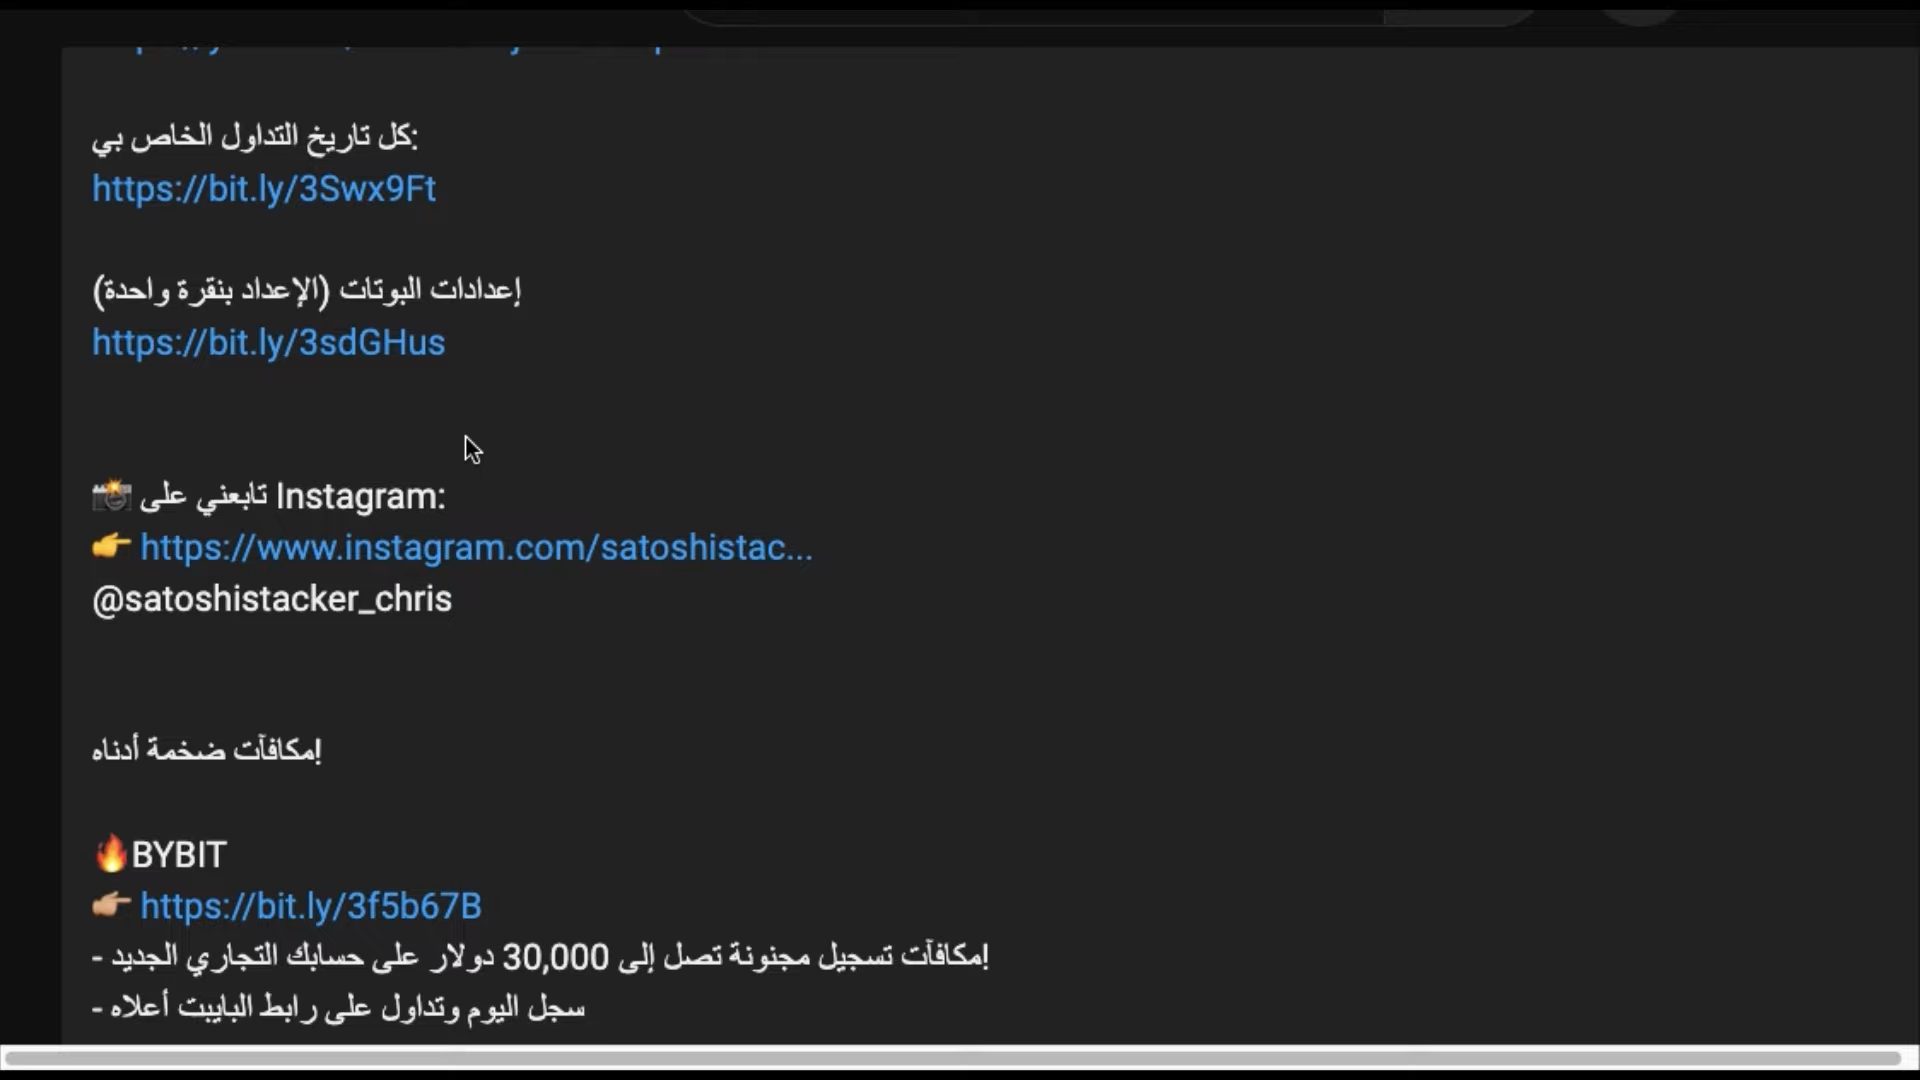 كل تاريخ التداول الخاص بي:
https://bit.ly/3Swx9Ft
إعدادات البوتات (الإعداد بنقرة واحدة)
https://bit.ly/3sdGHus
📸 تابعني على Instagram:
👉 https://www.instagram.com/satoshistac...
@satoshistacker_chris
مكافآت ضخمة أدناه!
🔥BYBIT
👉🏼 https://bit.ly/3f5b67B
- مكافآت تسجيل مجنونة تصل إلى 30,000 دولار على حسابك التجاري الجديد!
- سجل اليوم وتداول على رابط البايبت أعلاه